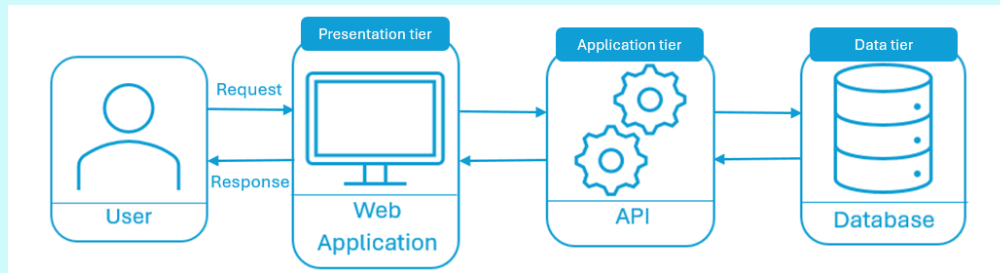 Presentation tier
Application tier
Data tier
Request
Response
User
Web
Application
API
Database